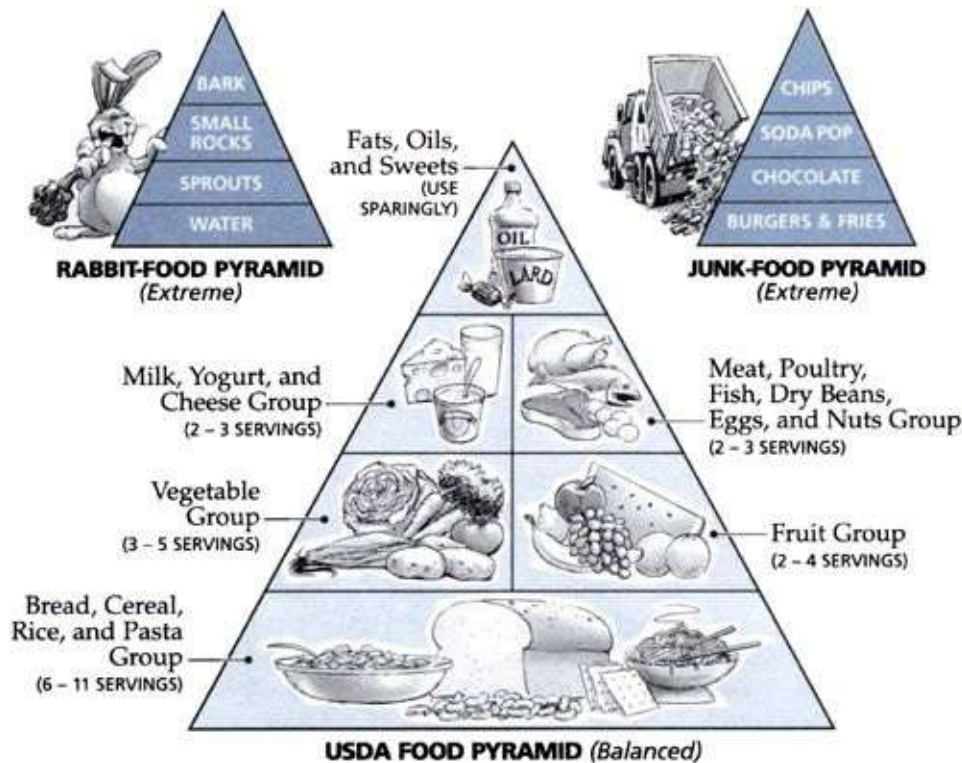 BARK
SMALL
ROCKS
SPROUTS
WATER
RABBIT-FOOD PYRAMID
(Extreme)
CHIPS
SODA POP
CHOCOLATE
BURGERS & FRIES
JUNK-FOOD PYRAMID
(Extreme)
Fats, Oils,
and Sweets
(USE
SPARINGLY)
OIL
LARD
Milk, Yogurt, and
Cheese Group
(2 – 3 SERVINGS)
Meat, Poultry,
Fish, Dry Beans,
Eggs, and Nuts Group
(2 – 3 SERVINGS)
Vegetable
Group
(3 – 5 SERVINGS)
Fruit Group
(2 – 4 SERVINGS)
Bread, Cereal,
Rice, and Pasta
Group
(6 – 11 SERVINGS)
USDA FOOD PYRAMID (Balanced)